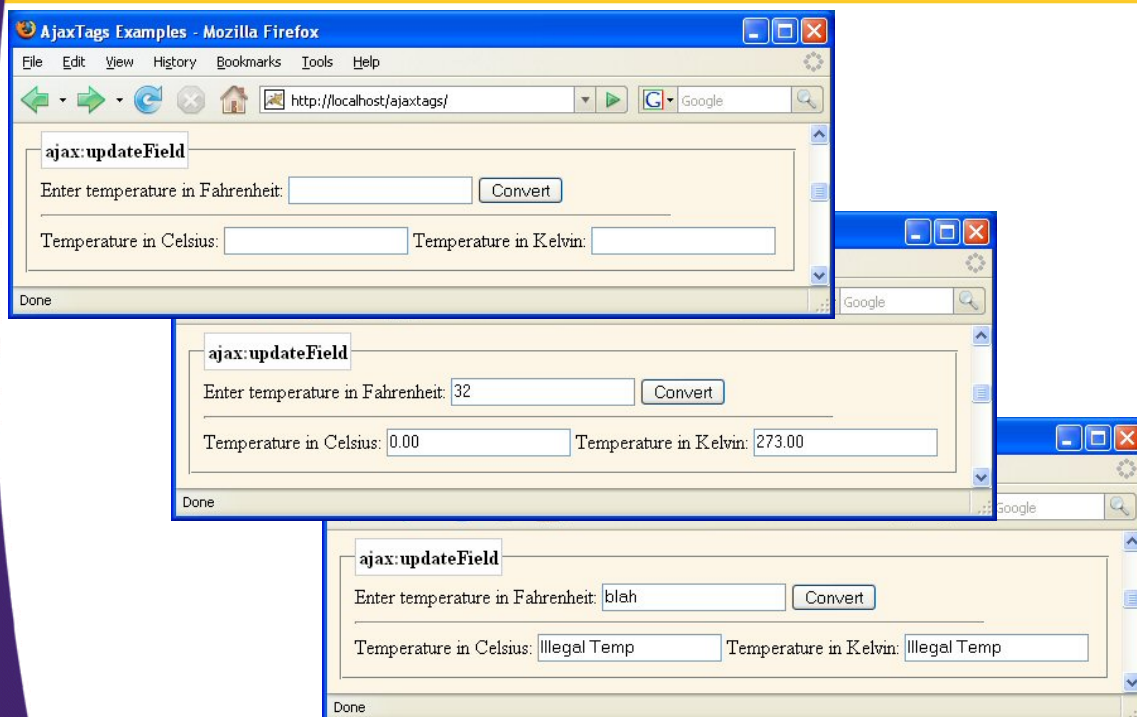 AjaxTags Examples - Mozilla Firefox
File Edit View History Bookmarks Tools Help
http://localhost/ajaxtags/ G Google
ajax:updateField
Enter temperature in Fahrenheit: Convert
Temperature in Celsius: Temperature in Kelvin:
Done
Google
ajax:updateField
Enter temperature in Fahrenheit: 32 Convert
Temperature in Celsius: 0.00 Temperature in Kelvin: 273.00
Done
Google
ajax:updateField
Enter temperature in Fahrenheit: blah Convert
Temperature in Celsius: Illegal Temp Temperature in Kelvin: Illegal Temp
Done